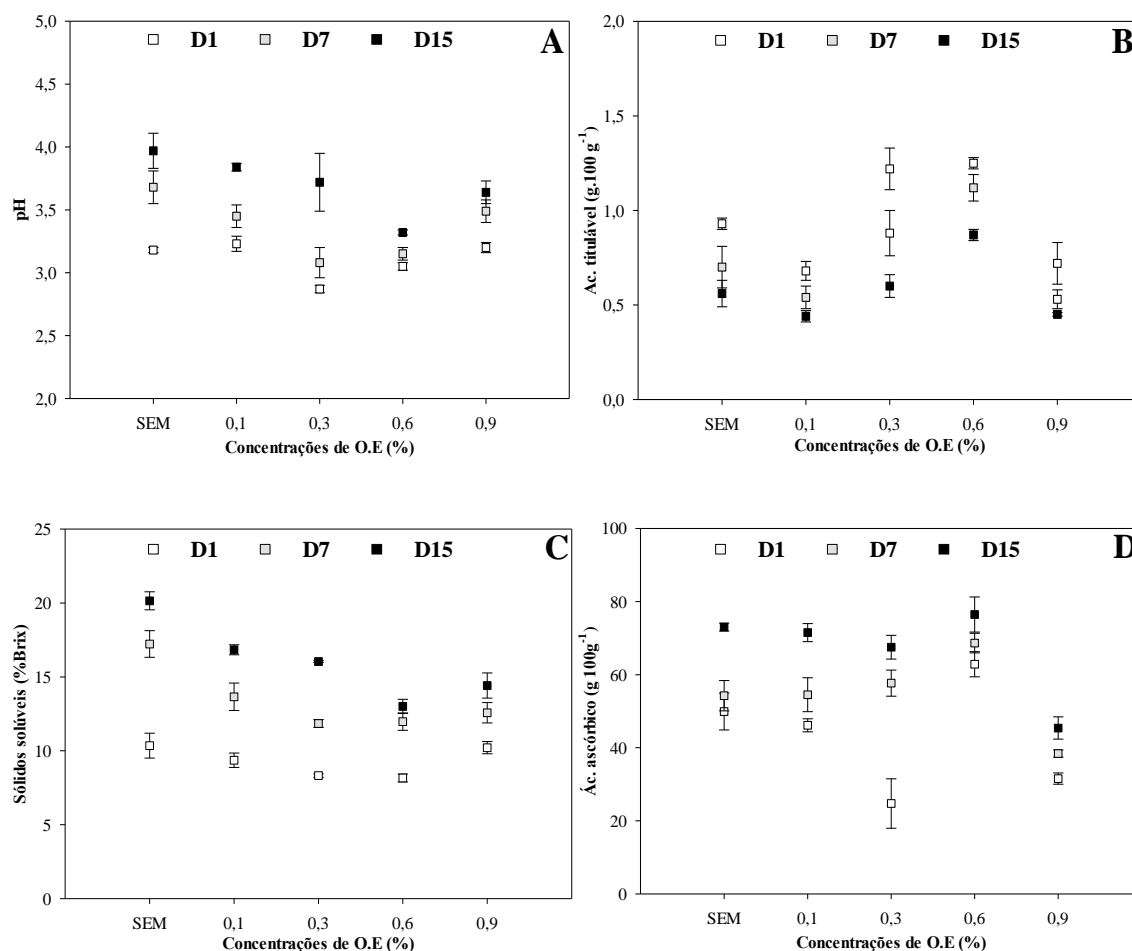 D1 D7 D15 A
5,0
4,5
4,0
3,5
3,0
2,5
2,0
pH
SEM 0,1 0,3 0,6 0,9
Concentrações de O.E (%)
D1 D7 D15 B
2,0
1,5
1,0
0,5
0,0
Ac. titulável (g.100 g⁻¹)
SEM 0,1 0,3 0,6 0,9
Concentrações de O.E (%)
D1 D7 D15 C
25
20
15
10
5
0
Sólidos solúveis (%Brix)
SEM 0,1 0,3 0,6 0,9
Concentrações de O.E (%)
D1 D7 D15 D
100
80
60
40
20
0
Ác. ascórbico (g 100g⁻¹)
SEM 0,1 0,3 0,6 0,9
Concentrações de O.E (%)